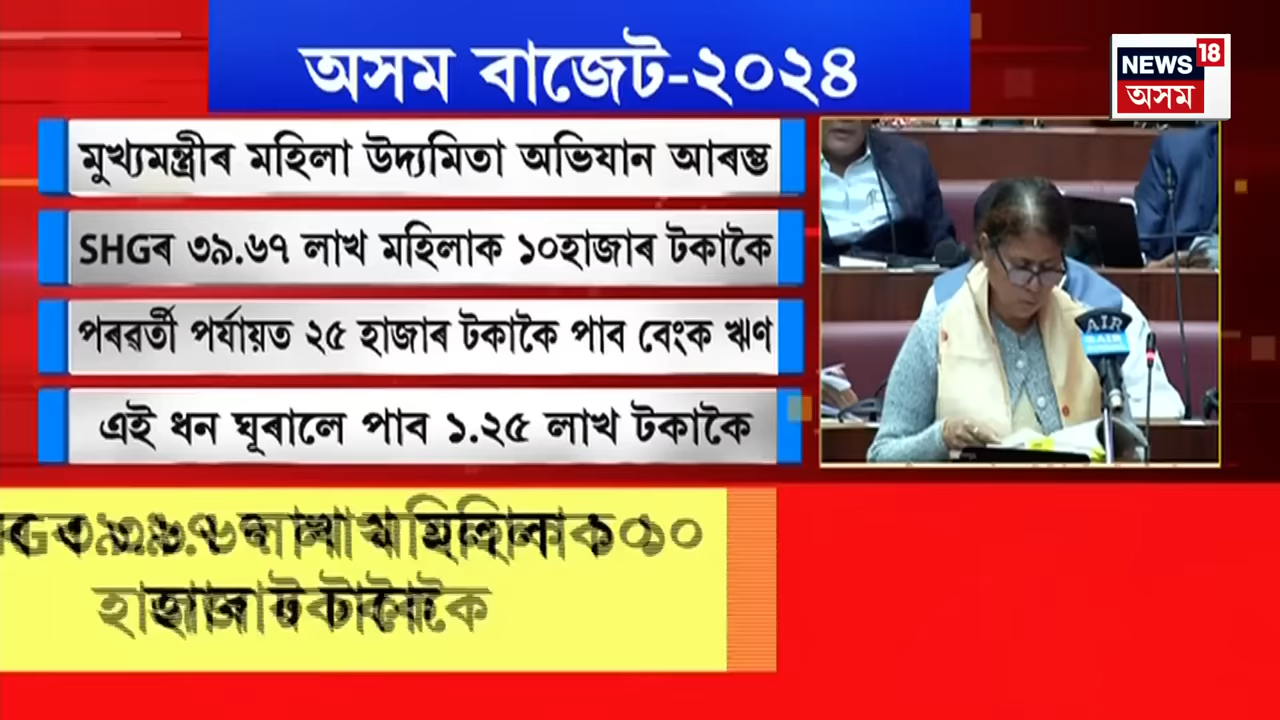 অসম বাজেট-২০২৪
NEWS 18
অসম
মুখ্যমন্ত্ৰীৰ মহিলা উদ্যমিতা অভিযান আৰম্ভ
SHGৰ ৩৯.৬৭ লাখ মহিলাক ১০হাজাৰ টকাকৈ
পৰৱৰ্তী পৰ্যায়ত ২৫ হাজাৰ টকাকৈ পাব বেংক ঋণ
এই ধন ঘূৰালে পাব ১.২৫ লাখ টকাকৈ
AIR